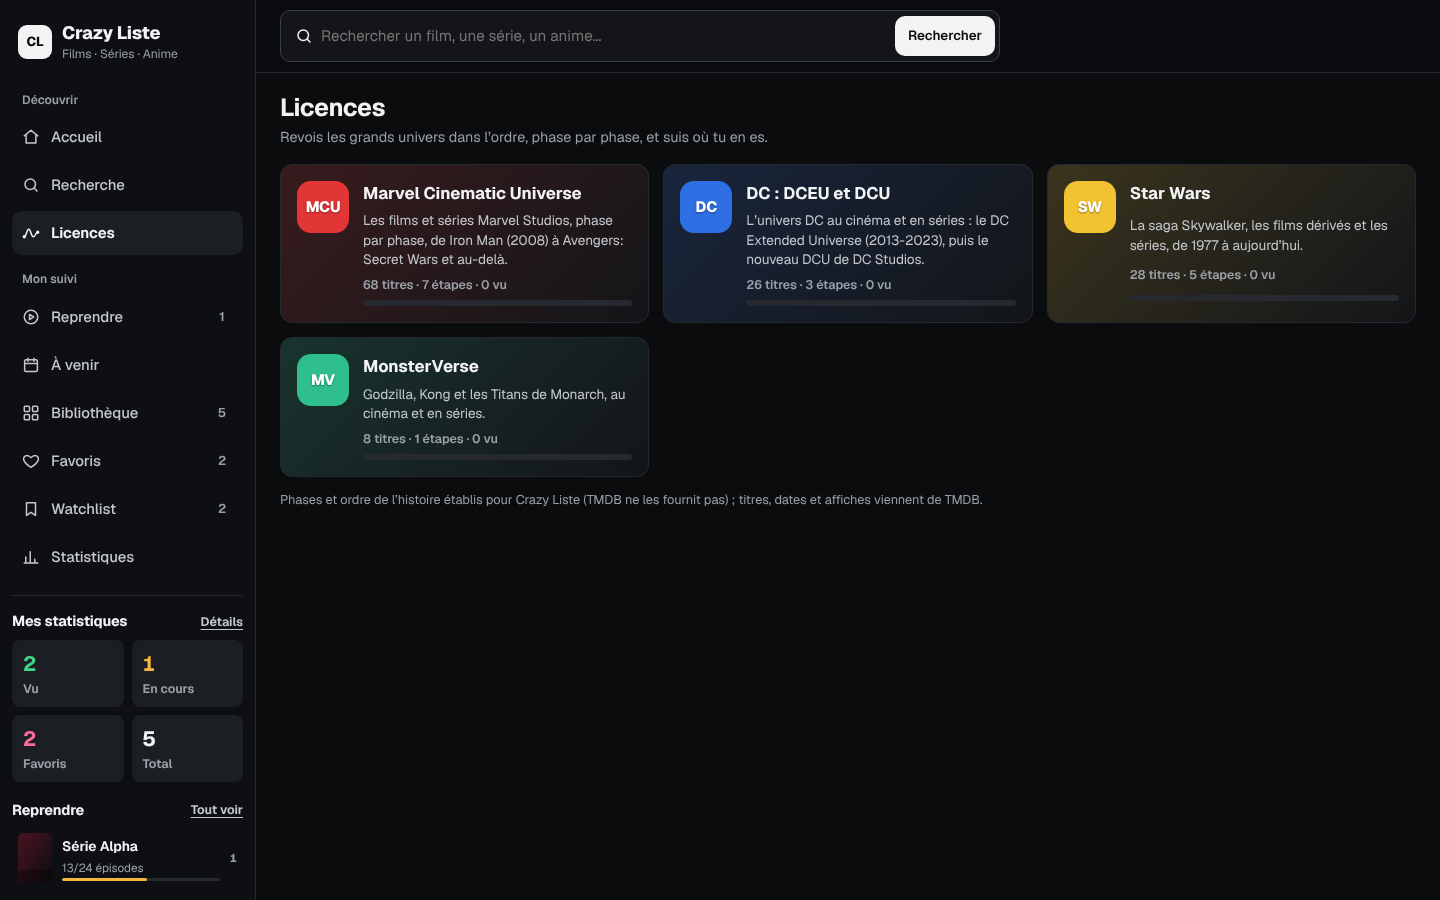 CL
Crazy Liste
Films · Séries · Anime
Découvrir
Accueil
Recherche
Licences
Mon suivi
Reprendre 1
À venir
Bibliothèque 5
Favoris 2
Watchlist 2
Statistiques
Mes statistiques Détails
2
Vu
1
En cours
2
Favoris
5
Total
Reprendre Tout voir
Série Alpha
13/24 épisodes
1
Rechercher un film, une série, un anime...
Rechercher
Licences
Revois les grands univers dans l’ordre, phase par phase, et suis où tu en es.
MCU
Marvel Cinematic Universe
Les films et séries Marvel Studios, phase
par phase, de Iron Man (2008) à Avengers:
Secret Wars et au-delà.
68 titres · 7 étapes · 0 vu
DC
DC : DCEU et DCU
L’univers DC au cinéma et en séries : le DC
Extended Universe (2013-2023), puis le
nouveau DCU de DC Studios.
26 titres · 3 étapes · 0 vu
SW
Star Wars
La saga Skywalker, les films dérivés et les
séries, de 1977 à aujourd’hui.
28 titres · 5 étapes · 0 vu
MV
MonsterVerse
Godzilla, Kong et les Titans de Monarch, au
cinéma et en séries.
8 titres · 1 étapes · 0 vu
Phases et ordre de l’histoire établis pour Crazy Liste (TMDB ne les fournit pas) ; titres, dates et affiches viennent de TMDB.